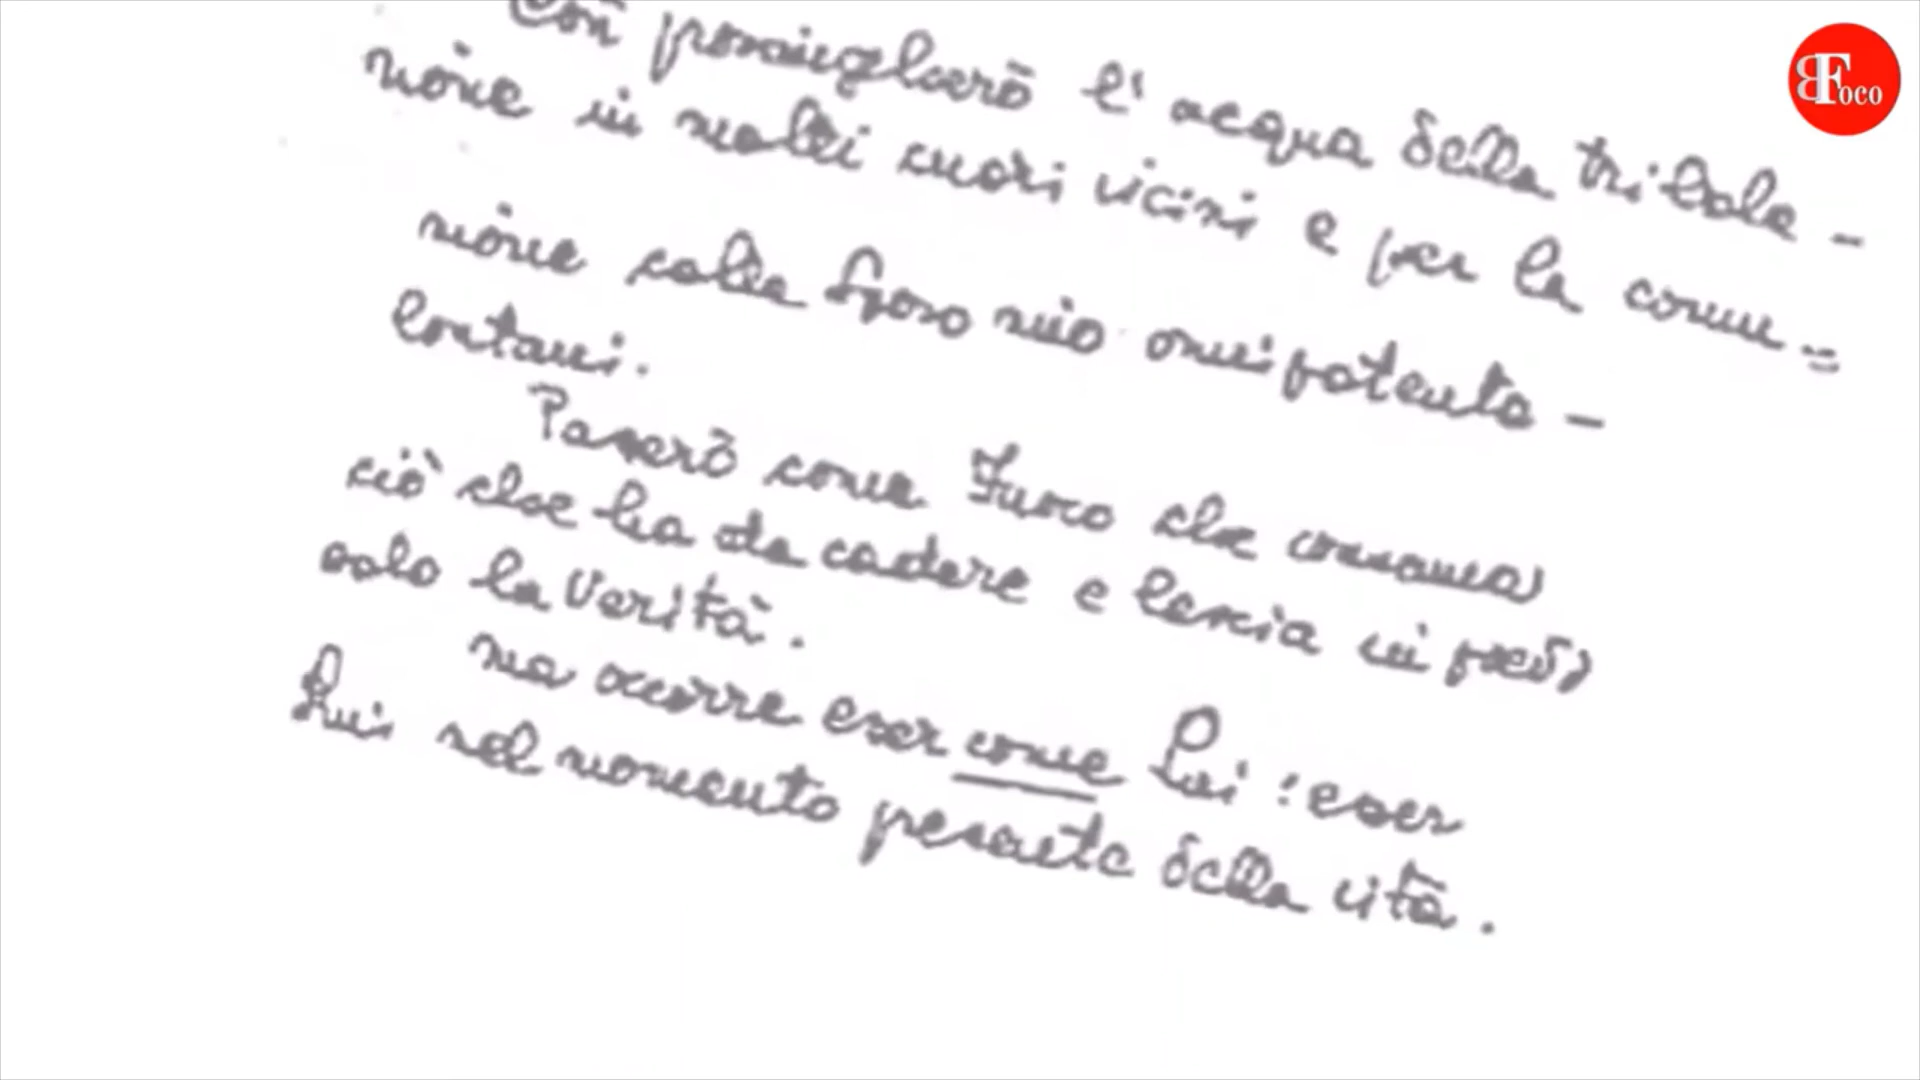 Così prosciugherò l'acqua della tribola-
zione in molti cuori vicini e per la comu=
nione colla Sposo mio onnipotente -
lontani.
Passerò come Fuoco che consuma
ciò che ha da cadere e lascia in piedi
solo la Verità.
Ma occorre esser come Lui: esser
Lui nel momento presente della vita.
BFoco